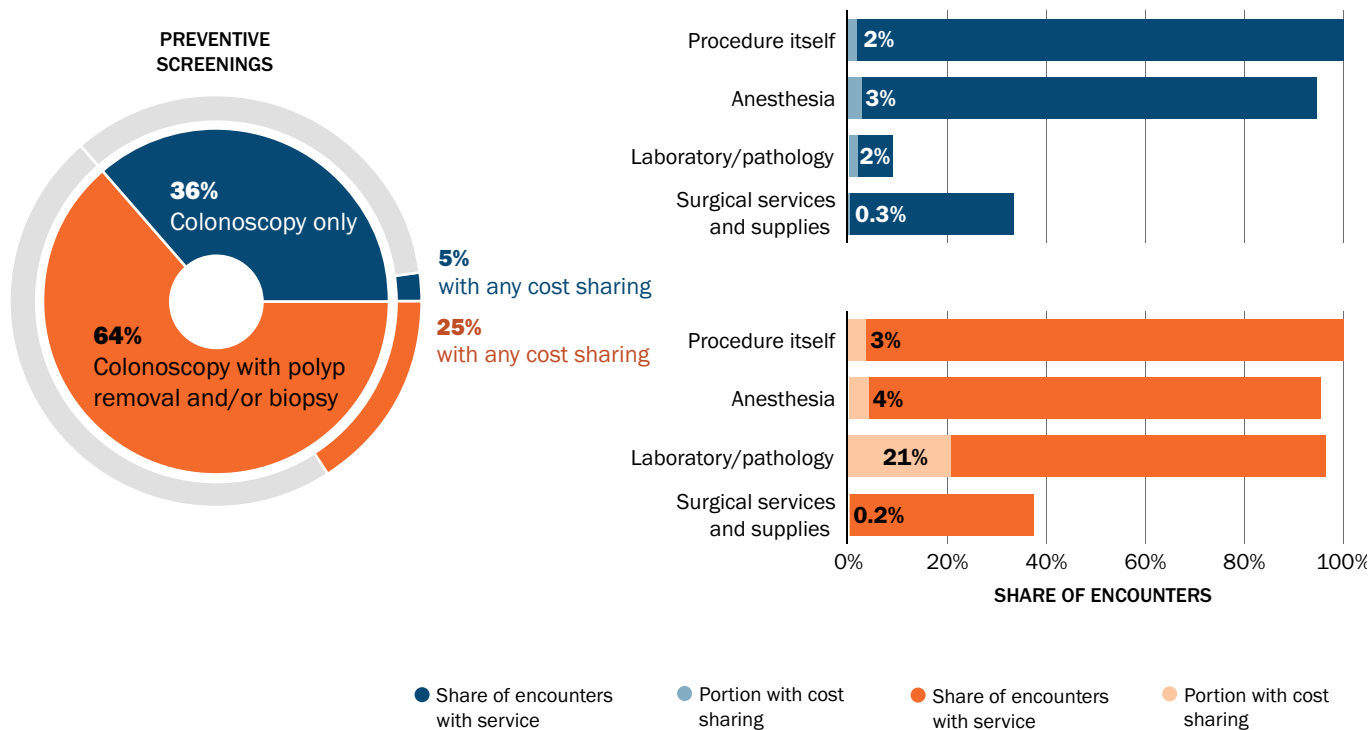 PREVENTIVE
SCREENINGS
36%
Colonoscopy only
64%
Colonoscopy with polyp
removal and/or biopsy
5%
with any cost sharing
25%
with any cost sharing
Procedure itself
2%
Anesthesia
3%
Laboratory/pathology
2%
Surgical services
and supplies
0.3%
Procedure itself
3%
Anesthesia
4%
Laboratory/pathology
21%
Surgical services
and supplies
0.2%
0% 20% 40% 60% 80% 100%
SHARE OF ENCOUNTERS
Share of encounters
with service
Portion with cost
sharing
Share of encounters
with service
Portion with cost
sharing